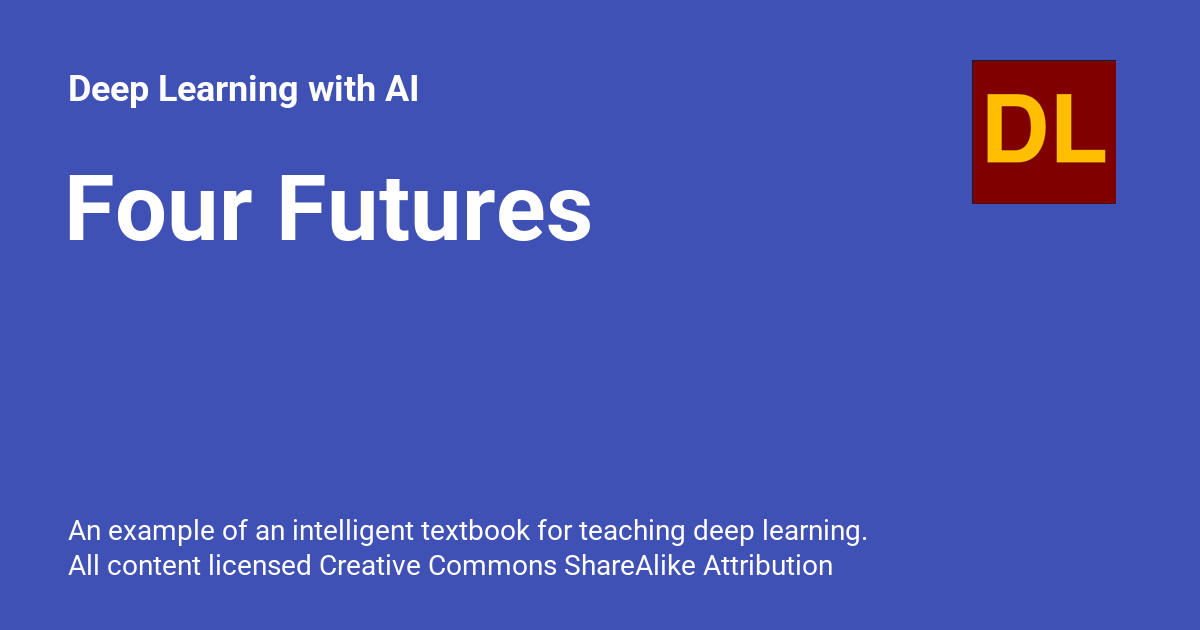 Deep Learning with AI
DL
Four Futures
An example of an intelligent textbook for teaching deep learning.
All content licensed Creative Commons ShareAlike Attribution